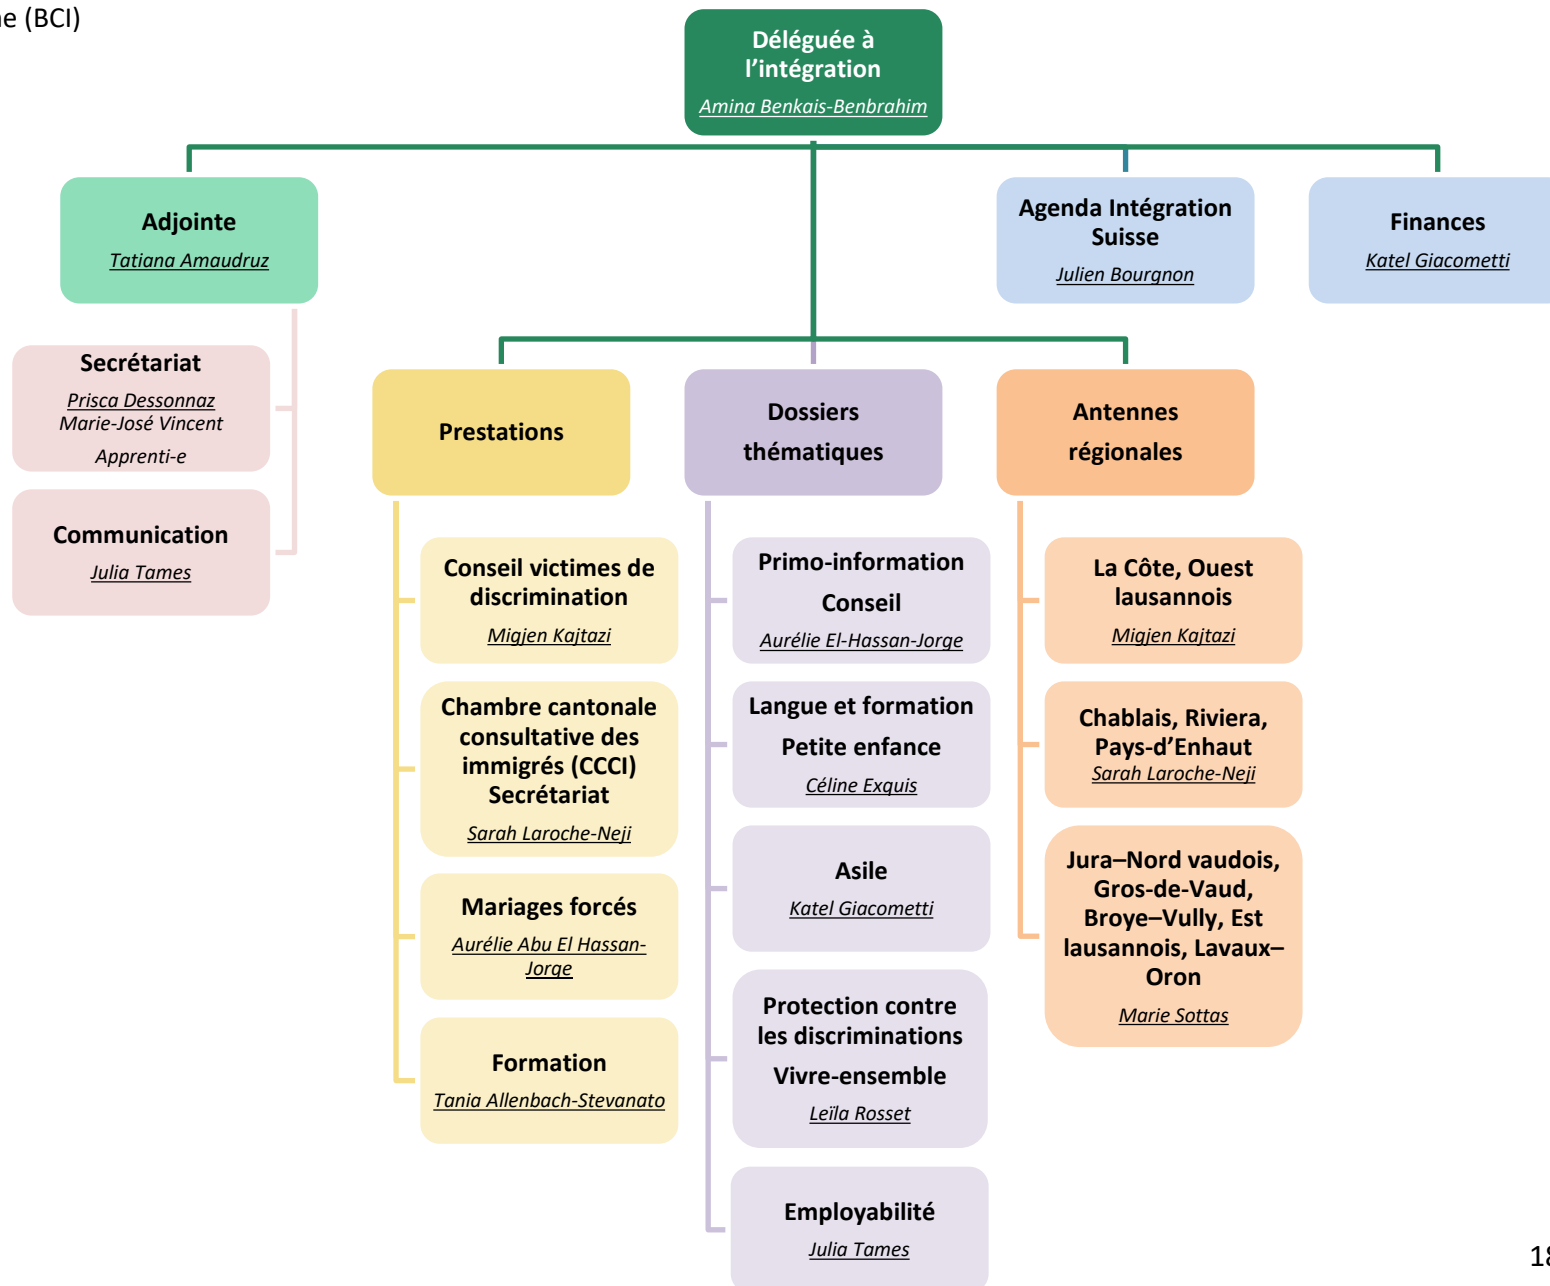 ne (BCI)
Déléguée à
l’intégration
Amina Benkais-Benbrahim
Adjointe
Tatiana Amaudruz
Agenda Intégration
Suisse
Julien Bourgnon
Finances
Katel Giacometti
Secrétariat
Prisca Dessonnaz
Marie-José Vincent
Apprenti-e
Communication
Julia Tames
Prestations
Dossiers
thématiques
Antennes
régionales
Conseil victimes de
discrimination
Migjen Kajtazi
Chambre cantonale
consultative des
immigrés (CCCI)
Secrétariat
Sarah Laroche-Neji
Mariages forcés
Aurélie Abu El Hassan-
Jorge
Formation
Tania Allenbach-Stevanato
Primo-information
Conseil
Aurélie El-Hassan-Jorge
Langue et formation
Petite enfance
Céline Exquis
Asile
Katel Giacometti
Protection contre
les discriminations
Vivre-ensemble
Leïla Rosset
Employabilité
Julia Tames
La Côte, Ouest
lausannois
Migjen Kajtazi
Chablais, Riviera,
Pays-d’Enhaut
Sarah Laroche-Neji
Jura–Nord vaudois,
Gros-de-Vaud,
Broye–Vully, Est
lausannois, Lavaux–
Oron
Marie Sottas
18